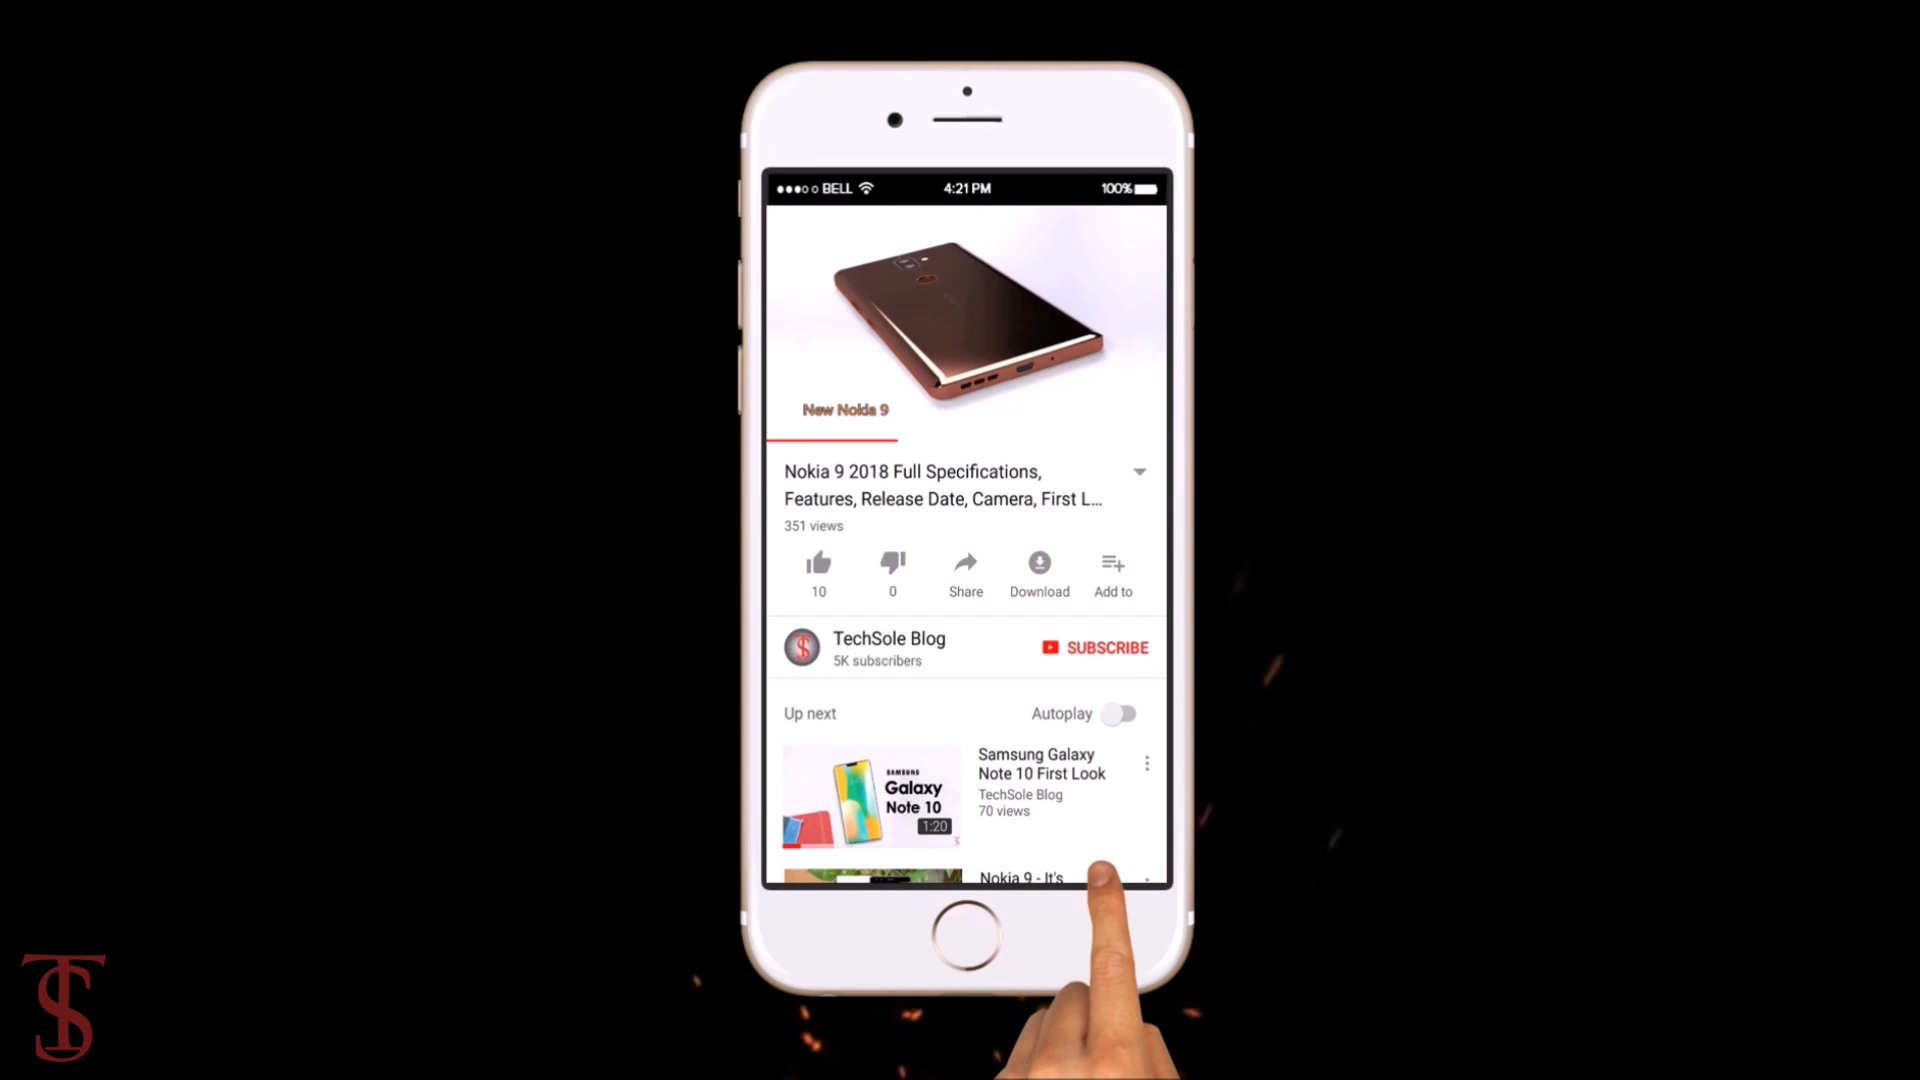 BELL 4:21 PM 100%
New Nokia 9
Nokia 9 2018 Full Specifications,
Features, Release Date, Camera, First L...
351 views
10 0 Share Download Add to
TechSole Blog
5K subscribers
SUBSCRIBE
Up next Autoplay
SAMSUNG
Galaxy
Note 10
1:20
Samsung Galaxy
Note 10 First Look
TechSole Blog
70 views
Nokia 9 - It's
TS